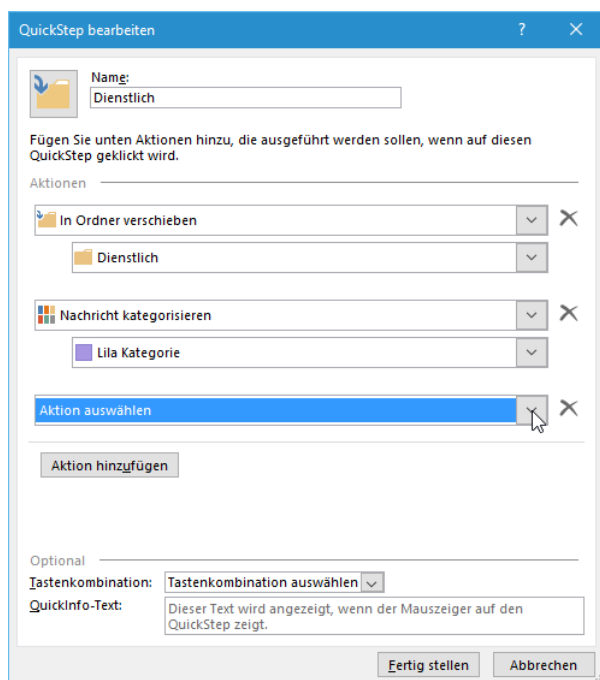 QuickStep bearbeiten
Name:
Dienstlich
Fügen Sie unten Aktionen hinzu, die ausgeführt werden sollen, wenn auf diesen
QuickStep geklickt wird.
Aktionen
In Ordner verschieben
Dienstlich
Nachricht kategorisieren
Lila Kategorie
Aktion auswählen
Aktion hinzufügen
Optional
Tastenkombination: Tastenkombination auswählen
QuickInfo-Text: Dieser Text wird angezeigt, wenn der Mauszeiger auf den
QuickStep zeigt.
Fertig stellen Abbrechen